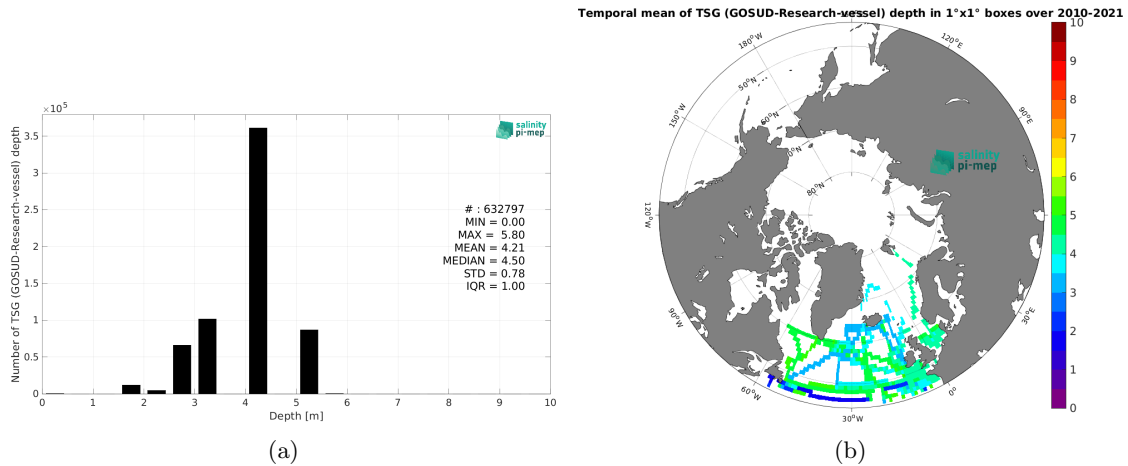 Temporal mean of TSG (GOSUD-Research-vessel) depth in 1°x1° boxes over 2010-2021
×10⁵
Number of TSG (GOSUD-Research-vessel) depth
3.5
3
2.5
2
1.5
1
0.5
0
salinity
pi-mep
# : 632797
MIN = 0.00
MAX = 5.80
MEAN = 4.21
MEDIAN = 4.50
STD = 0.78
IQR = 1.00
0 1 2 3 4 5 6 7 8 9 10
Depth [m]
(a)
180°W
150°W
120°W
90°W
60°W
30°W
0°
30°E
90°E
120°E
50°N
60°N
80°N
salinity
pi-mep
10
9
8
7
6
5
4
3
2
1
0
(b)